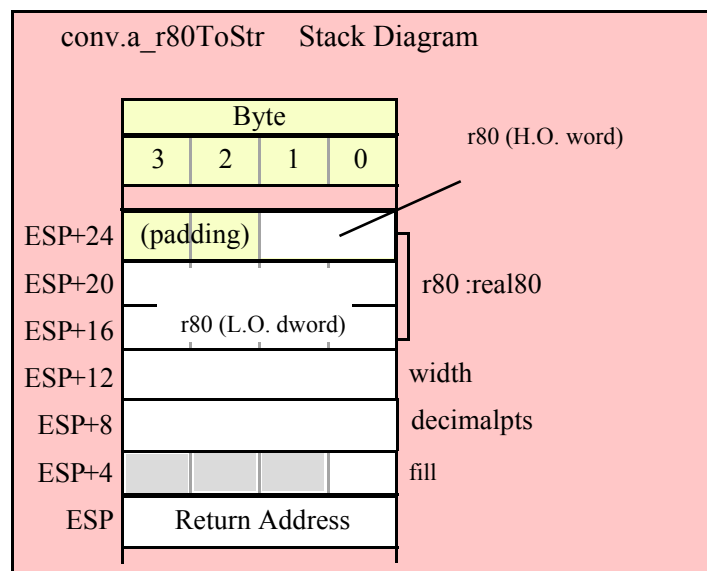 conv.a_r80ToStr Stack Diagram
Byte
r80 (H.O. word)
3 2 1 0
ESP+24 (padding)
ESP+20 r80 :real80
r80 (L.O. dword)
ESP+16
ESP+12 width
ESP+8 decimalpts
ESP+4 fill
ESP Return Address